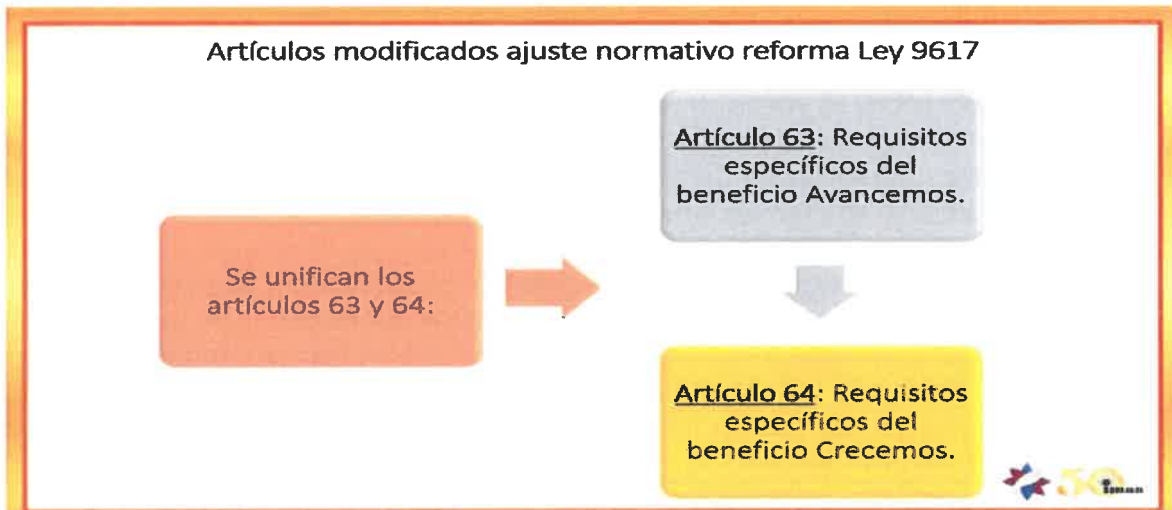 Artículos modificados ajuste normativo reforma Ley 9617
Se unifican los
artículos 63 y 64:
Artículo 63: Requisitos
específicos del
beneficio Avancemos.
Artículo 64: Requisitos
específicos del
beneficio Crecemos.
50